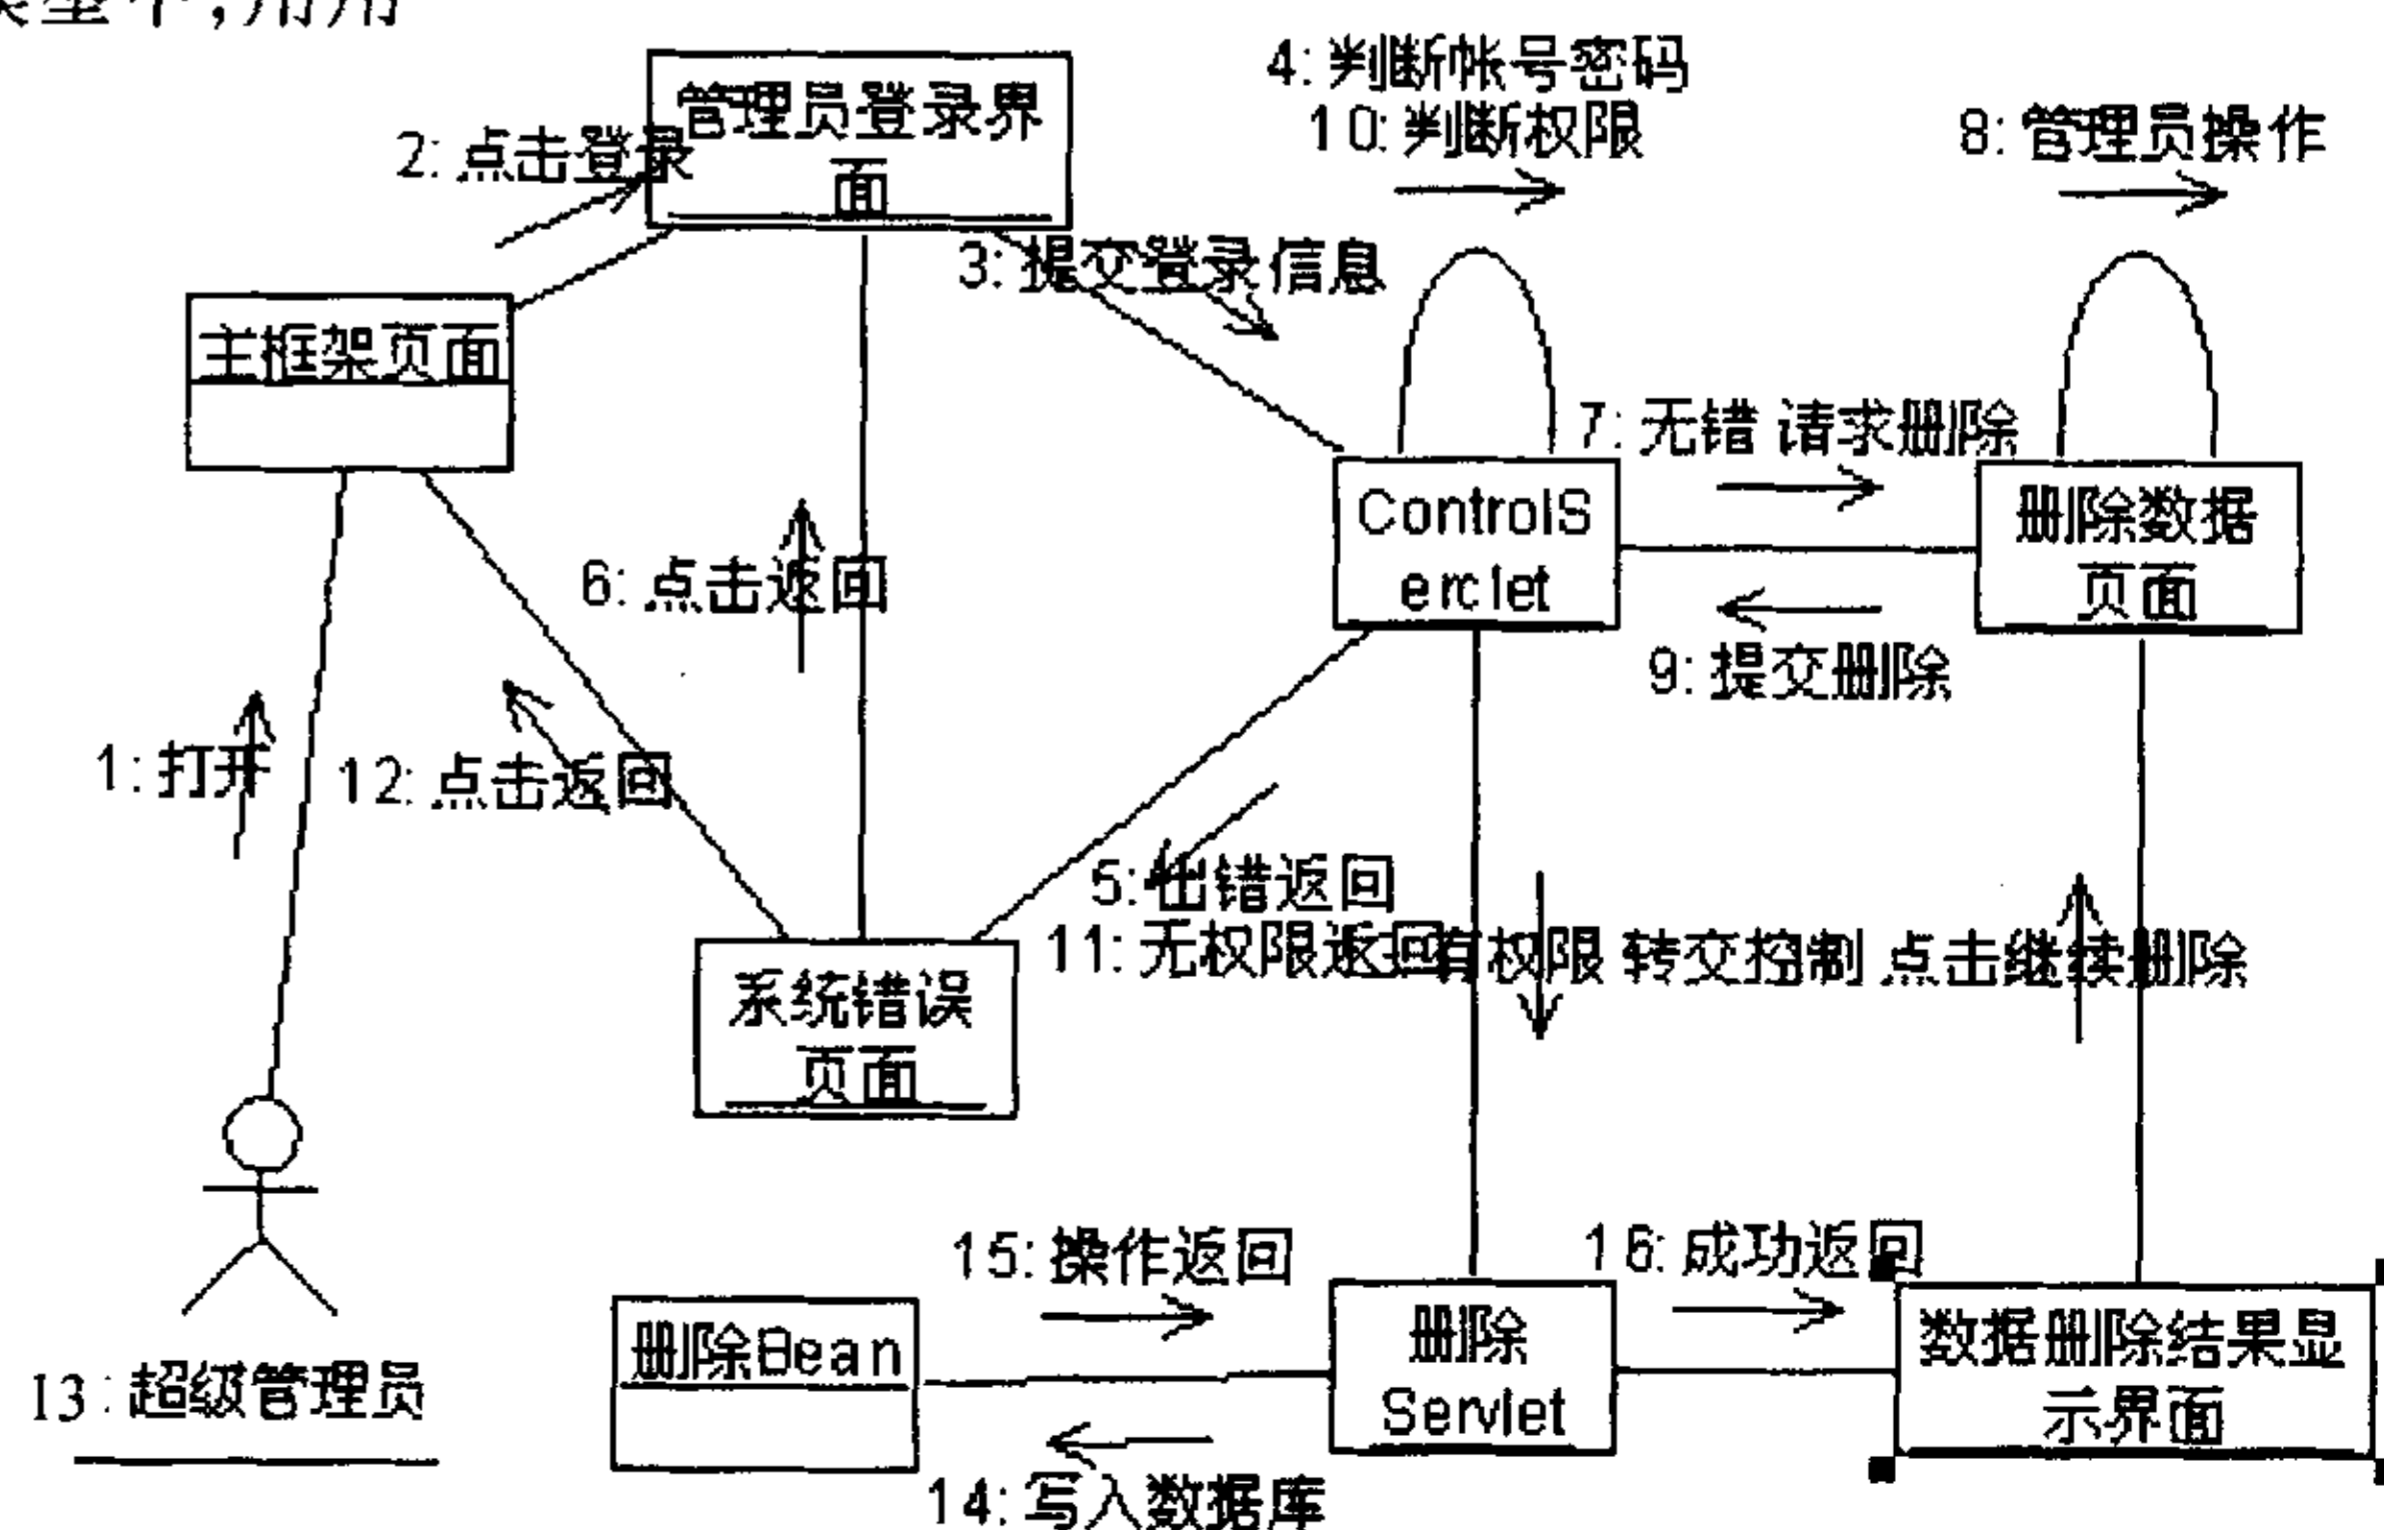 4: 判断帐号密码
10: 判断权限
8: 管理员操作
2: 点击登录
管理员登录界
面
3: 提交登录信息
主框架页面
7: 无错 请求删除
ControlS
erclet
删除数据
页面
6: 点击返回
9: 提交删除
1: 打开
12: 点击返回
5: 出错返回
11: 无权限返回
有权限 转交控制
点击继续删除
系统错误
页面
15: 操作返回
16: 成功返回
删除Bean
删除
Servlet
数据删除结果显
示界面
13: 超级管理员
14: 写入数据库